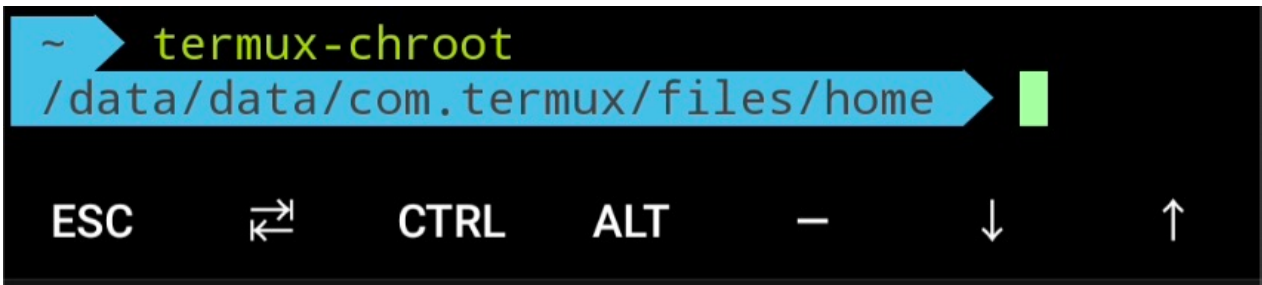 ~ termux-chroot
/data/data/com.termux/files/home
ESC ⇄ CTRL ALT – ↓ ↑